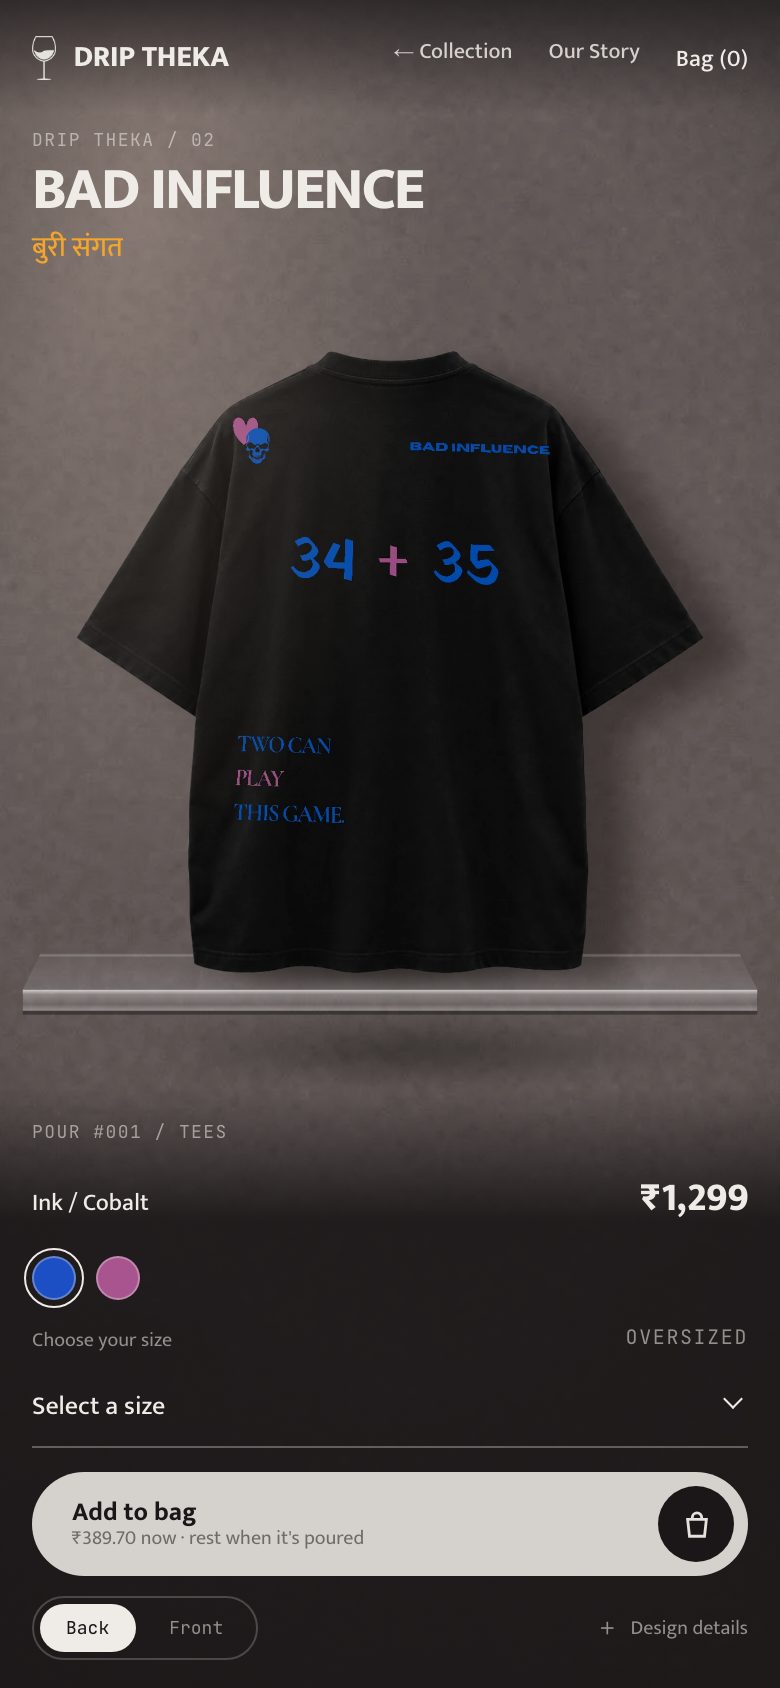 DRIP THEKA
← Collection
Our Story
Bag (0)
DRIP THEKA / 02
BAD INFLUENCE
बुरी संगत
BAD INFLUENCE
34 + 35
TWO CAN
PLAY
THIS GAME.
POUR #001 / TEES
Ink / Cobalt
₹1,299
Choose your size
OVERSIZED
Select a size
Add to bag
₹389.70 now · rest when it's poured
Back
Front
+ Design details